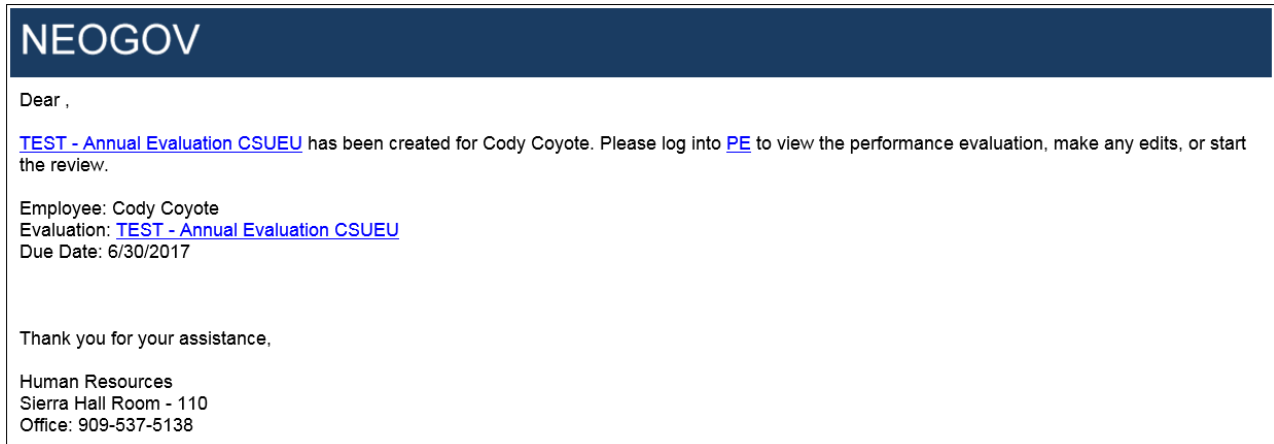 NEOGOV
Dear ,
TEST - Annual Evaluation CSUEU has been created for Cody Coyote. Please log into PE to view the performance evaluation, make any edits, or start
the review.
Employee: Cody Coyote
Evaluation: TEST - Annual Evaluation CSUEU
Due Date: 6/30/2017
Thank you for your assistance,
Human Resources
Sierra Hall Room - 110
Office: 909-537-5138